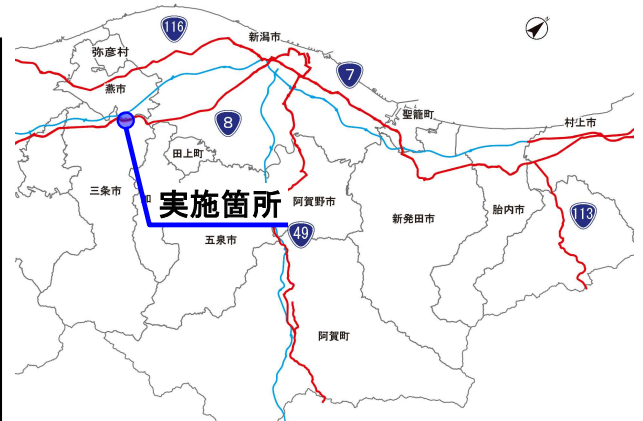 116
新潟市
弥彦村
7
燕市
聖籠町
8
村上市
田上町
三条市
加
実施箇所
阿賀野市
新発田市
胎内市
113
五泉市
49
阿賀町